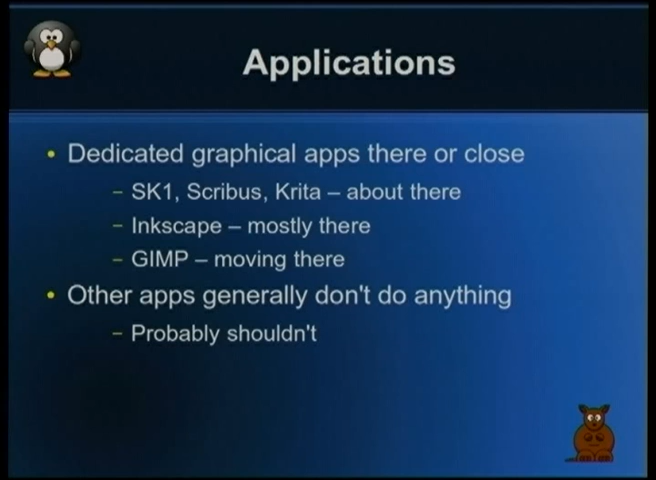 Applications
• Dedicated graphical apps there or close
– SK1, Scribus, Krita – about there
– Inkscape – mostly there
– GIMP – moving there
• Other apps generally don't do anything
– Probably shouldn't